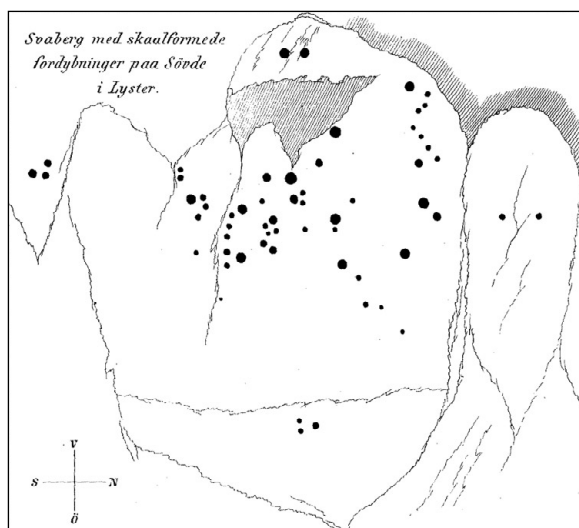 Svaberg med skaalformede
fordybninger paa Sövde
i Lyster.
V
S N
Ö